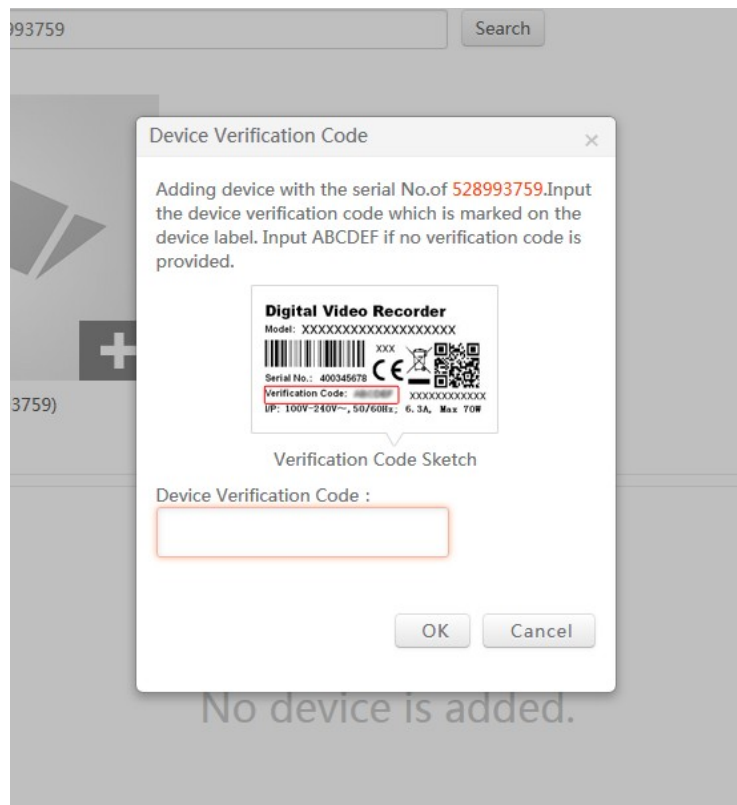 993759
Search
Device Verification Code
×
Adding device with the serial No.of 528993759.Input
the device verification code which is marked on the
device label. Input ABCDEF if no verification code is
provided.
Digital Video Recorder
Model: XXXXXXXXXXXXXXXXXXXX
XXX
CE
Serial No.: 400345678
Verification Code: ABCDEF XXXXXXXXXXXX
I/P: 100V-240V~, 50/60Hz; 6.3A, Max 70W
Verification Code Sketch
3759)
Device Verification Code :
OK Cancel
No device is added.